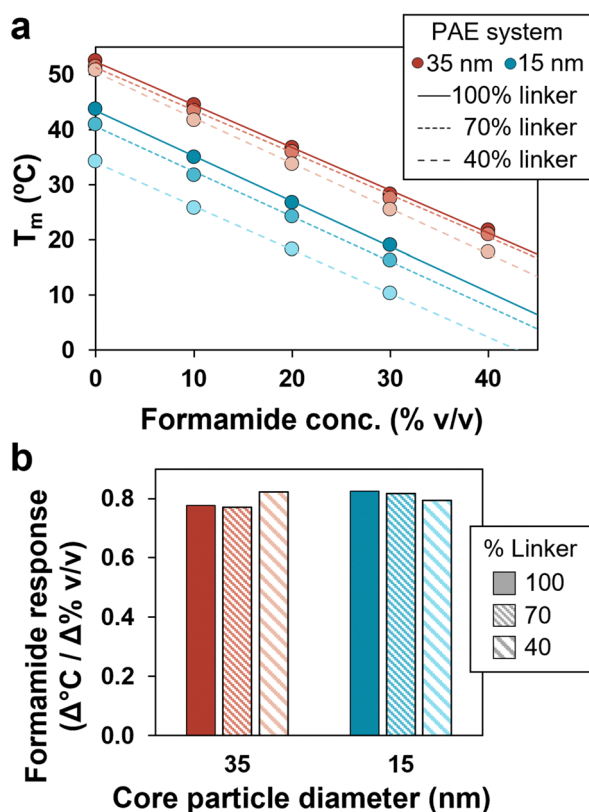 a
PAE system
35 nm 15 nm
100% linker
70% linker
40% linker
50
40
30
20
10
0
Tm (ºC)
0 10 20 30 40
Formamide conc. (% v/v)
b
0.8
0.6
0.4
0.2
0.0
Formamide response
(Δ°C / Δ% v/v)
% Linker
100
70
40
35 15
Core particle diameter (nm)